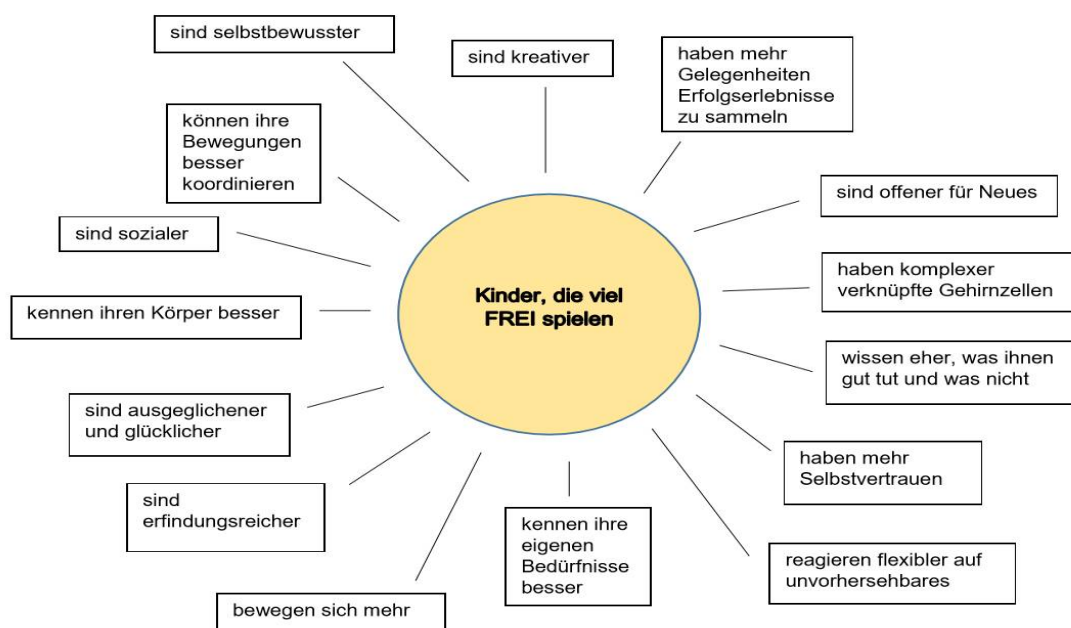 sind selbstbewusster
sind kreativer
haben mehr
Gelegenheiten
Erfolgserlebnisse
zu sammeln
können ihre
Bewegungen
besser
koordinieren
sind offener für Neues
sind sozialer
haben komplexer
verknüpfte Gehirnzellen
Kinder, die viel
FREI spielen
kennen ihren Körper besser
wissen eher, was ihnen
gut tut und was nicht
sind ausgeglichener
und glücklicher
haben mehr
Selbstvertrauen
sind
erfindungsreicher
kennen ihre
eigenen
Bedürfnisse
besser
reagieren flexibler auf
unvorhersehbares
bewegen sich mehr